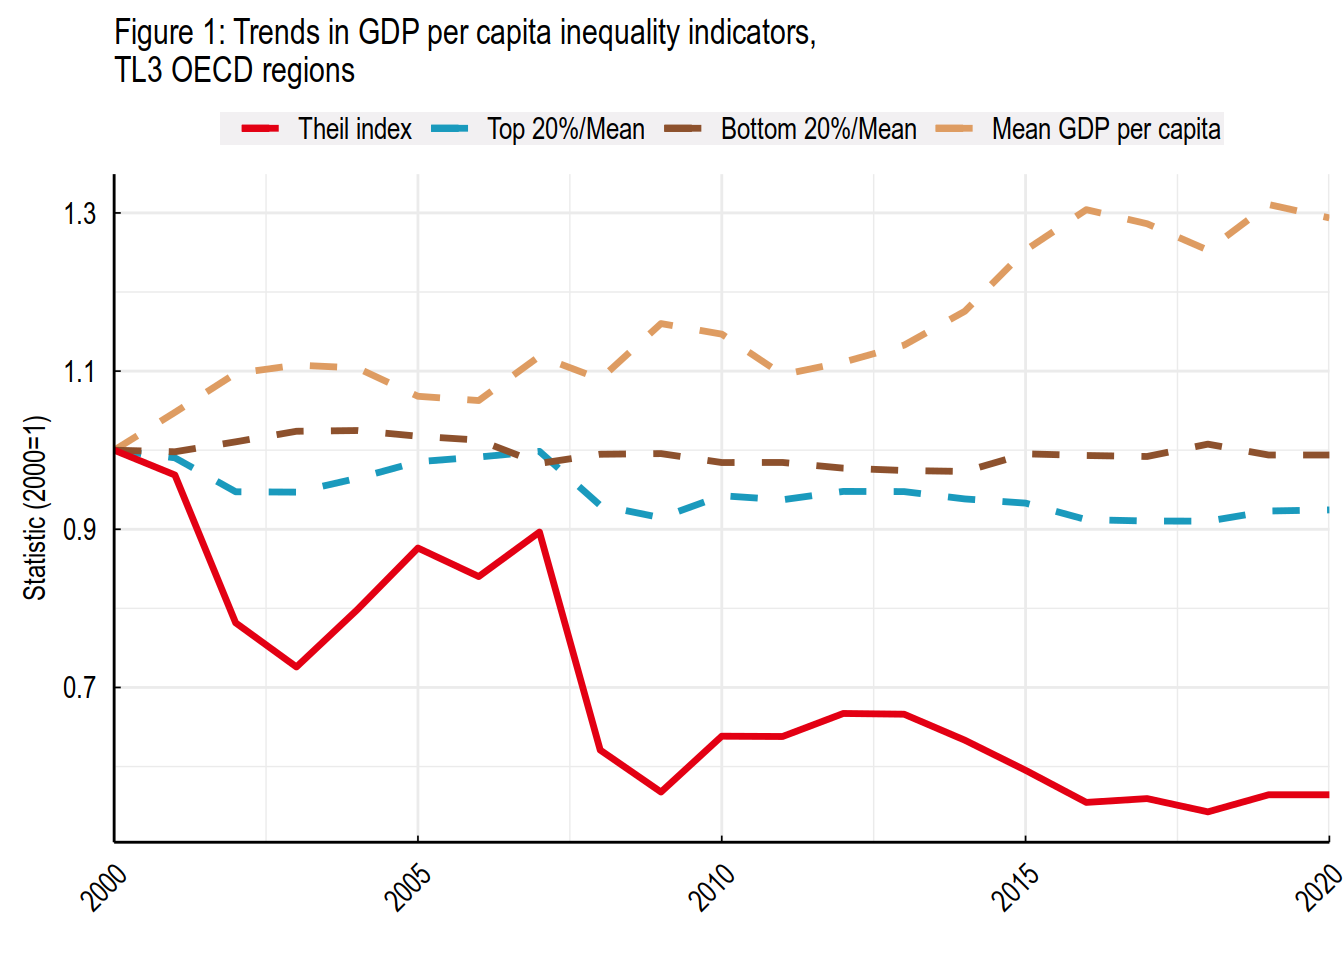 Figure 1: Trends in GDP per capita inequality indicators,
TL3 OECD regions
Theil index Top 20%/Mean Bottom 20%/Mean Mean GDP per capita
1.3
1.1
0.9
0.7
Statistic (2000=1)
2000 2005 2010 2015 2020